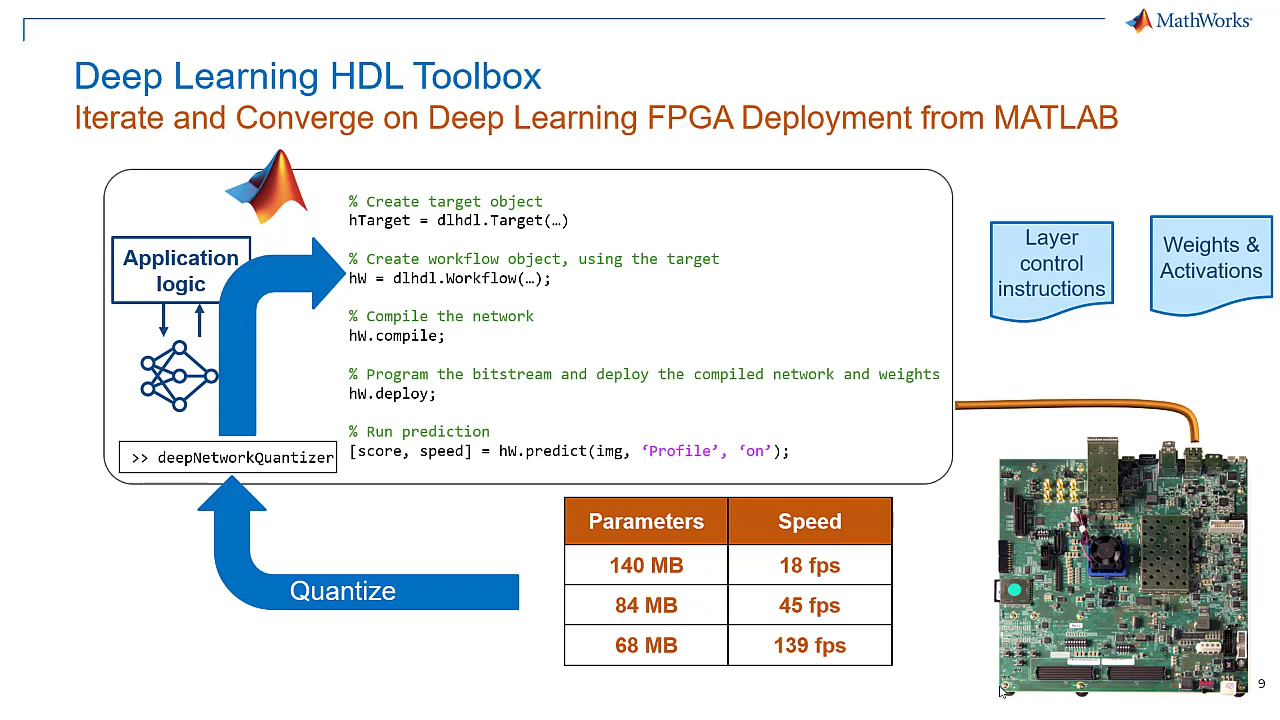 MathWorks
Deep Learning HDL Toolbox
Iterate and Converge on Deep Learning FPGA Deployment from MATLAB
Application
logic
>> deepNetworkQuantizer
% Create target object
hTarget = dlhdl.Target(…)
% Create workflow object, using the target
hW = dlhdl.Workflow(…);
% Compile the network
hW.compile;
% Program the bitstream and deploy the compiled network and weights
hW.deploy;
% Run prediction
[score, speed] = hW.predict(img, ‘Profile’, ‘on’);
Layer
control
instructions
Weights &
Activations
Quantize
Parameters Speed
140 MB 18 fps
84 MB 45 fps
68 MB 139 fps
9